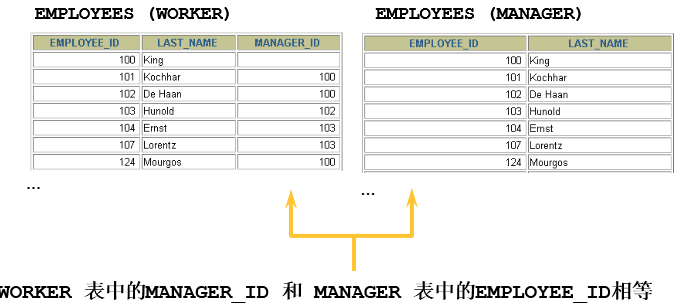 EMPLOYEES (WORKER) EMPLOYEES (MANAGER)
EMPLOYEE_ID LAST_NAME MANAGER_ID EMPLOYEE_ID LAST_NAME
100 King 100 King
101 Kochhar 100 101 Kochhar
102 De Haan 100 102 De Haan
103 Hunold 102 103 Hunold
104 Ernst 103 104 Ernst
107 Lorentz 103 107 Lorentz
124 Mourgos 100 124 Mourgos
... ...
WORKER 表中的MANAGER_ID 和 MANAGER 表中的EMPLOYEE_ID相等